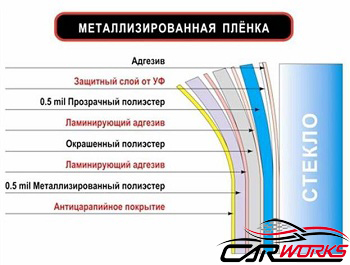 МЕТАЛЛИЗИРОВАННАЯ ПЛЁНКА
Адгезив
Защитный слой от УФ
0.5 mil Прозрачный полиэстер
Ламинирующий адгезив
Окрашенный полиэстер
Ламинирующий адгезив
0.5 mil Металлизированный полиэстер
Антицарапийное покрытие
СТЕКЛО
CARWORKS